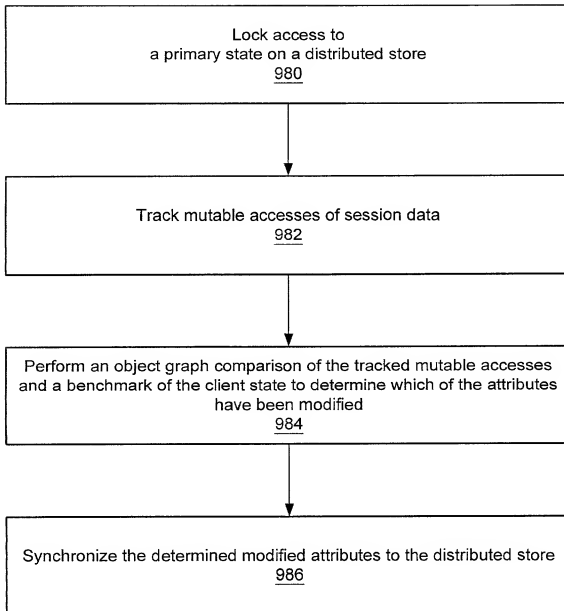 Lock access to
a primary state on a distributed store
980
Track mutable accesses of session data
982
Perform an object graph comparison of the tracked mutable accesses
and a benchmark of the client state to determine which of the attributes
have been modified
984
Synchronize the determined modified attributes to the distributed store
986